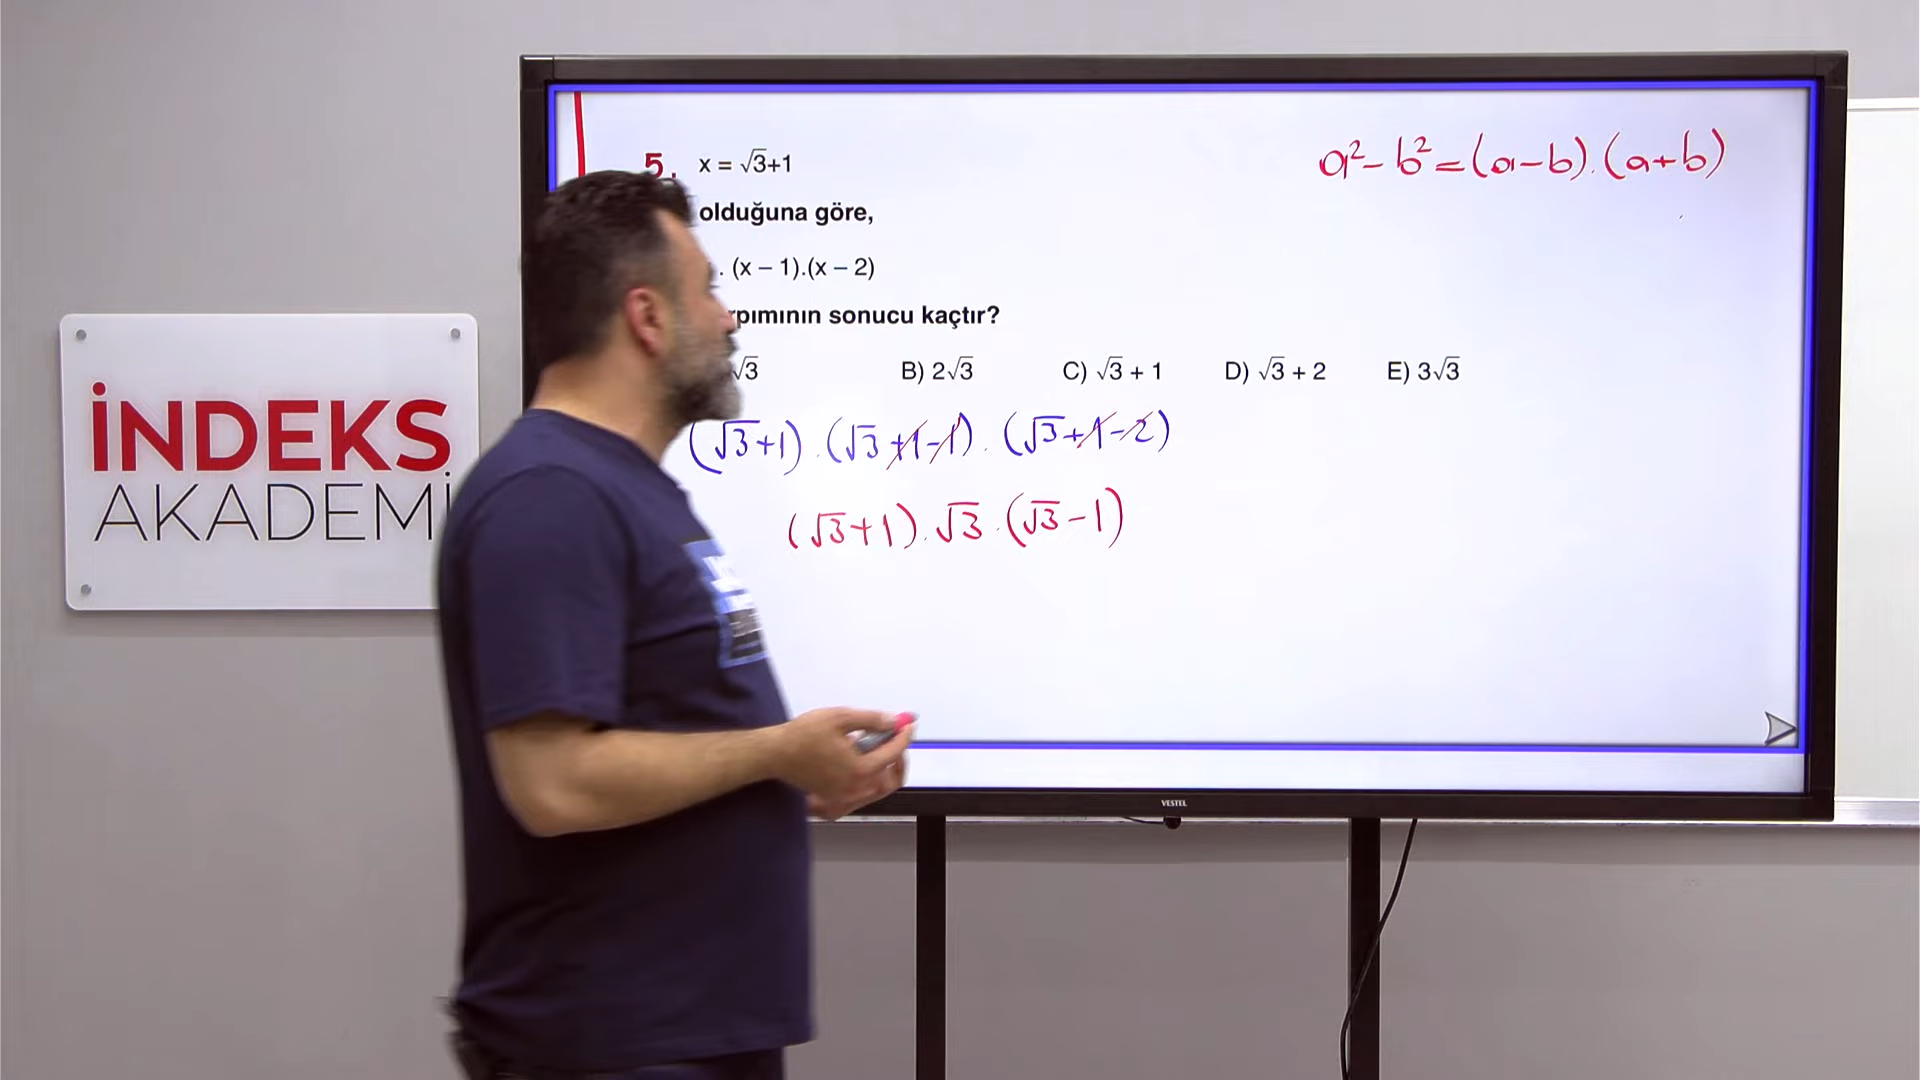 a² – b² = (a – b).(a + b)
5. x = √3+1
olduğuna göre,
. (x – 1).(x – 2)
rpımının sonucu kaçtır?
√3 B) 2√3 C) √3 + 1 D) √3 + 2 E) 3√3
(√3+1).(√3+1-1).(√3+1-2)
(√3+1).√3.(√3-1)
İNDEKS
AKADEMİ
VESTEL